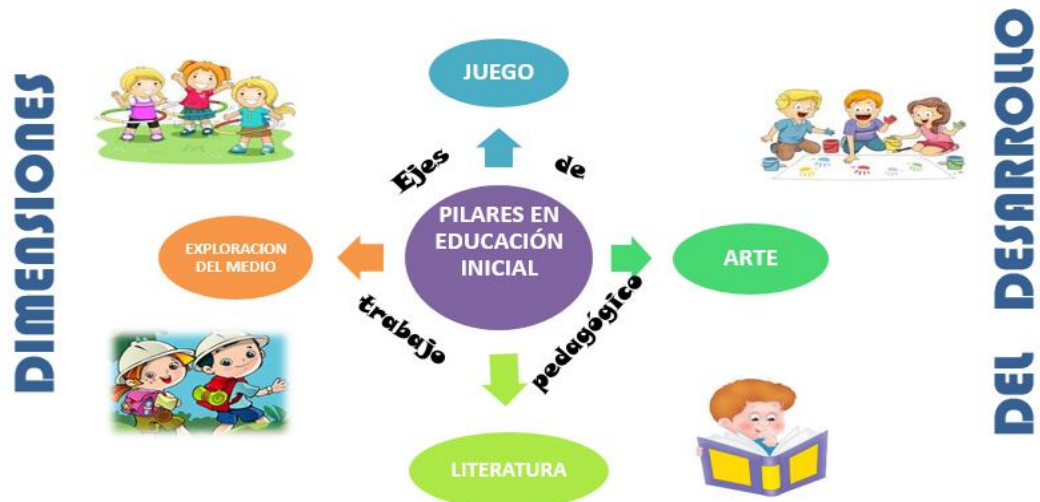 DIMENSIONES
JUEGO
Ejes
de
PILARES EN
EDUCACIÓN
INICIAL
EXPLORACION
DEL MEDIO
ARTE
trabajo
pedagógico
LITERATURA
DEL DESARROLLO